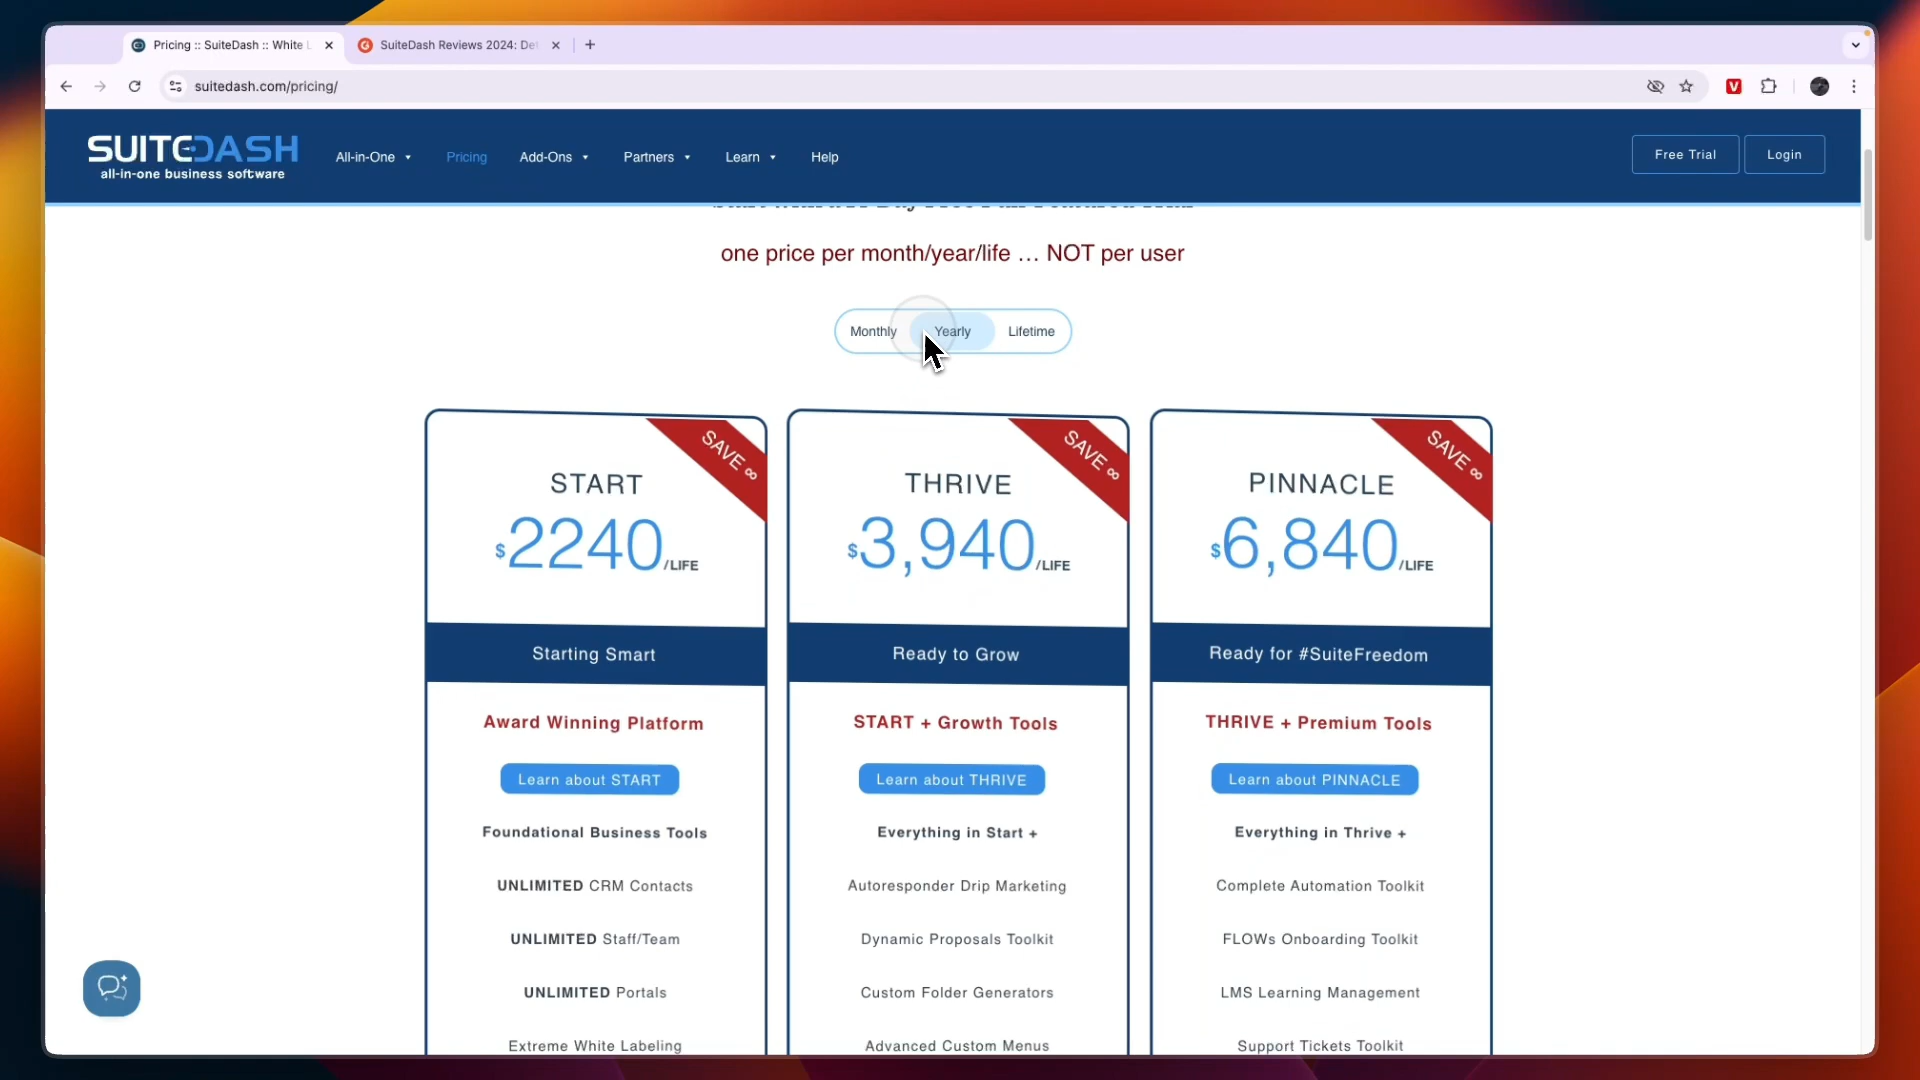 Pricing :: SuiteDash :: White L
SuiteDash Reviews 2024: Det
suitedash.com/pricing/
SUITEDASH
all-in-one business software
All-in-One
Pricing
Add-Ons
Partners
Learn
Help
Free Trial
Login
one price per month/year/life … NOT per user
Monthly
Yearly
Lifetime
SAVE ∞
START
$2240/LIFE
Starting Smart
Award Winning Platform
Learn about START
Foundational Business Tools
UNLIMITED CRM Contacts
UNLIMITED Staff/Team
UNLIMITED Portals
Extreme White Labeling
SAVE ∞
THRIVE
$3,940/LIFE
Ready to Grow
START + Growth Tools
Learn about THRIVE
Everything in Start +
Autoresponder Drip Marketing
Dynamic Proposals Toolkit
Custom Folder Generators
Advanced Custom Menus
SAVE ∞
PINNACLE
$6,840/LIFE
Ready for #SuiteFreedom
THRIVE + Premium Tools
Learn about PINNACLE
Everything in Thrive +
Complete Automation Toolkit
FLOWs Onboarding Toolkit
LMS Learning Management
Support Tickets Toolkit